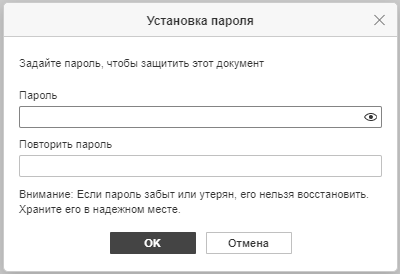 Установка пароля
Задайте пароль, чтобы защитить этот документ
Пароль
Повторить пароль
Внимание: Если пароль забыт или утерян, его нельзя восстановить.
Храните его в надежном месте.
OK
Отмена